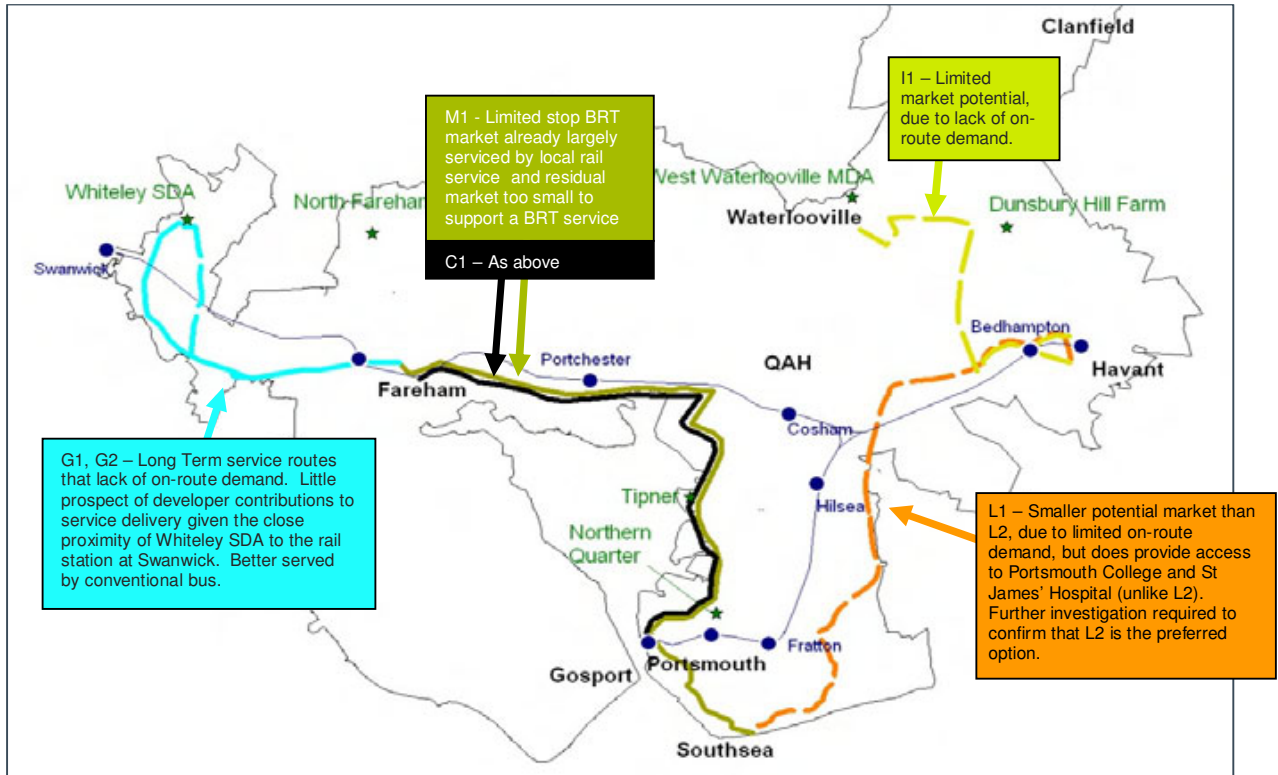 Clanfield
I1 – Limited
market potential,
due to lack of on-
route demand.
M1 - Limited stop BRT
market already largely
serviced by local rail
service and residual
market too small to
support a BRT service
C1 – As above
Whiteley SDA
North Fareham
West Waterlooville MDA
Waterlooville
Dunsbury Hill Farm
Swanwick
Bedhampton
Havant
Portchester
QAH
Fareham
Cosham
G1, G2 – Long Term service routes
that lack of on-route demand. Little
prospect of developer contributions to
service delivery given the close
proximity of Whiteley SDA to the rail
station at Swanwick. Better served
by conventional bus.
Tipner
Hilsea
Northern
Quarter
L1 – Smaller potential market than
L2, due to limited on-route
demand, but does provide access
to Portsmouth College and St
James' Hospital (unlike L2).
Further investigation required to
confirm that L2 is the preferred
option.
Gosport
Portsmouth
Fratton
Southsea